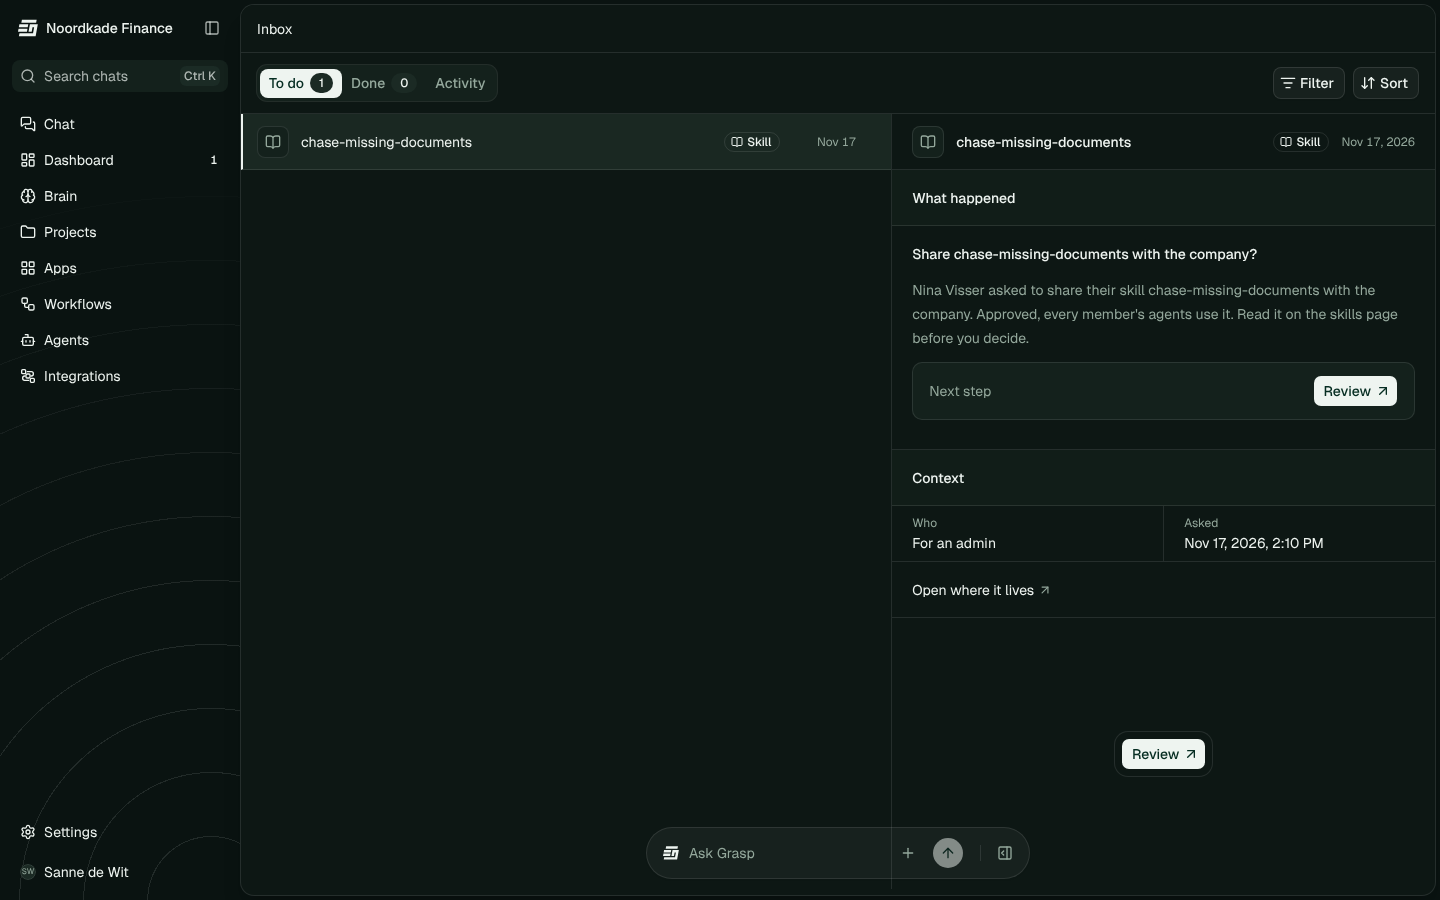 Noordkade Finance
Search chats
Ctrl K
Chat
Dashboard
1
Brain
Projects
Apps
Workflows
Agents
Integrations
Settings
SW
Sanne de Wit
Inbox
To do 1
Done 0
Activity
Filter
Sort
chase-missing-documents
Skill
Nov 17
chase-missing-documents
Skill
Nov 17, 2026
What happened
Share chase-missing-documents with the company?
Nina Visser asked to share their skill chase-missing-documents with the
company. Approved, every member's agents use it. Read it on the skills page
before you decide.
Next step
Review
Context
Who
For an admin
Asked
Nov 17, 2026, 2:10 PM
Open where it lives
Review
Ask Grasp